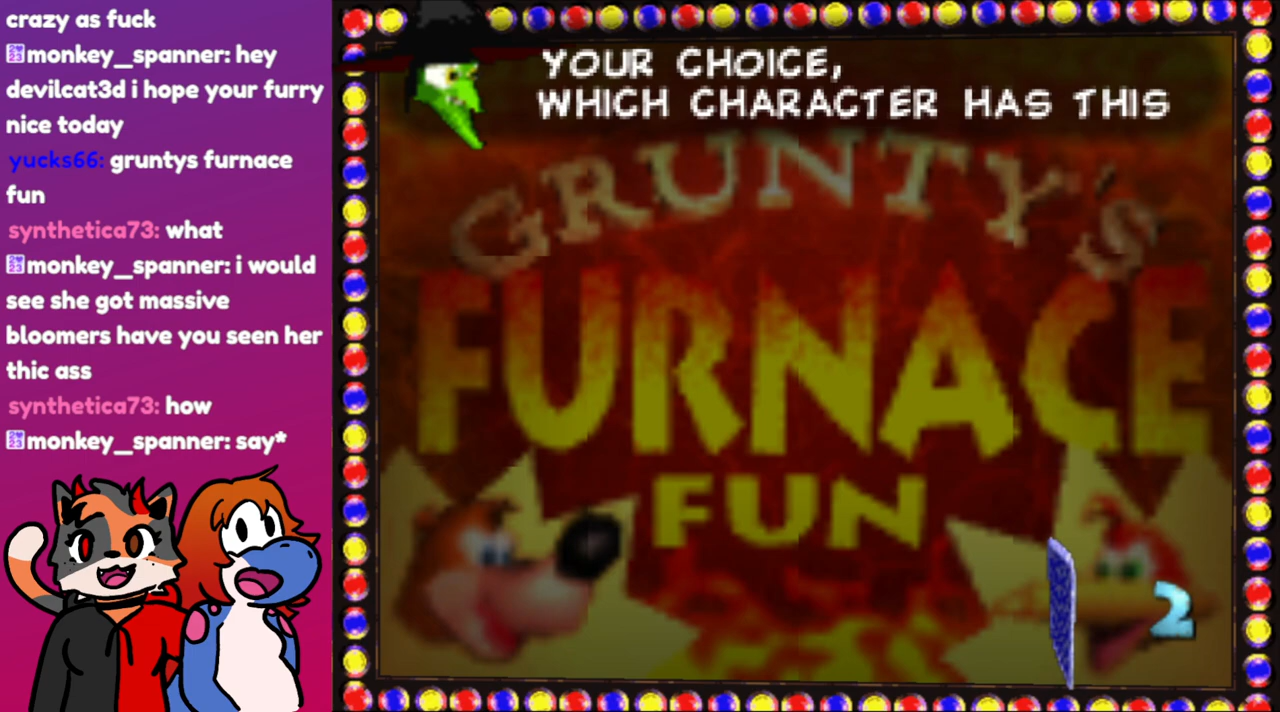 crazy as fuck
monkey_spanner: hey
devilcat3d i hope your furry
nice today
yucks66: gruntys furnace
fun
synthetica73: what
monkey_spanner: i would
see she got massive
bloomers have you seen her
thic ass
synthetica73: how
monkey_spanner: say*
YOUR CHOICE,
WHICH CHARACTER HAS THIS
GRUNTY'S
FURNACE
FUN
2